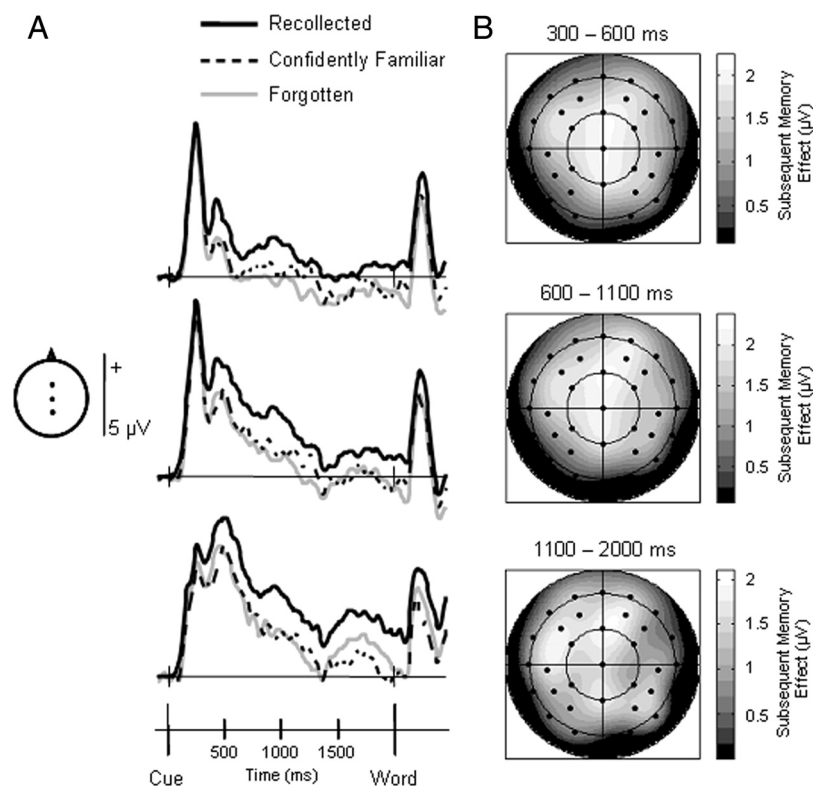 A
Recollected
Confidently Familiar
Forgotten
+
5 μV
500
1000
1500
Cue
Time (ms)
Word
B
300 – 600 ms
2
1.5
1
0.5
Subsequent Memory
Effect (μV)
600 – 1100 ms
2
1.5
1
0.5
Subsequent Memory
Effect (μV)
1100 – 2000 ms
2
1.5
1
0.5
Subsequent Memory
Effect (μV)